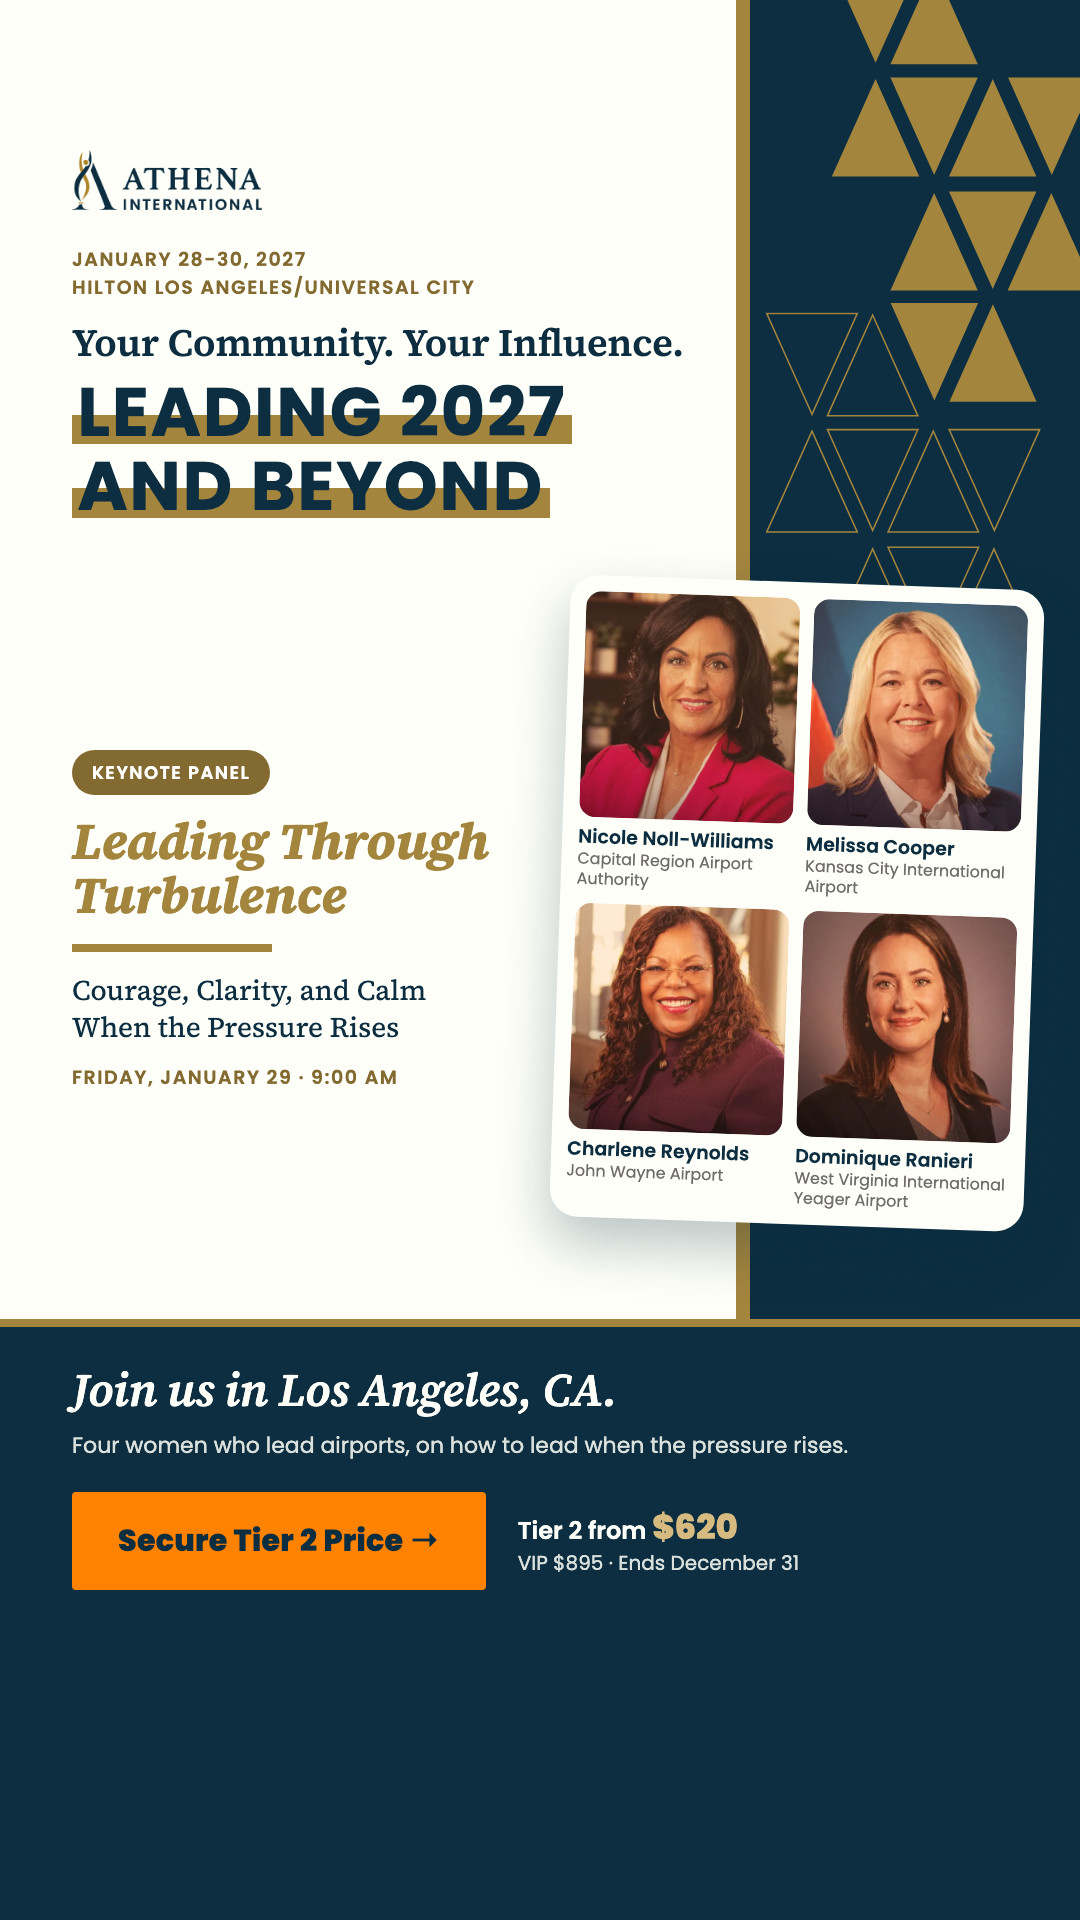 ATHENA
INTERNATIONAL
JANUARY 28-30, 2027
HILTON LOS ANGELES/UNIVERSAL CITY
Your Community. Your Influence.
LEADING 2027
AND BEYOND
KEYNOTE PANEL
Leading Through
Turbulence
Courage, Clarity, and Calm
When the Pressure Rises
FRIDAY, JANUARY 29 · 9:00 AM
Nicole Noll-Williams
Capital Region Airport
Authority
Melissa Cooper
Kansas City International
Airport
Charlene Reynolds
John Wayne Airport
Dominique Ranieri
West Virginia International
Yeager Airport
Join us in Los Angeles, CA.
Four women who lead airports, on how to lead when the pressure rises.
Secure Tier 2 Price →
Tier 2 from $620
VIP $895 · Ends December 31